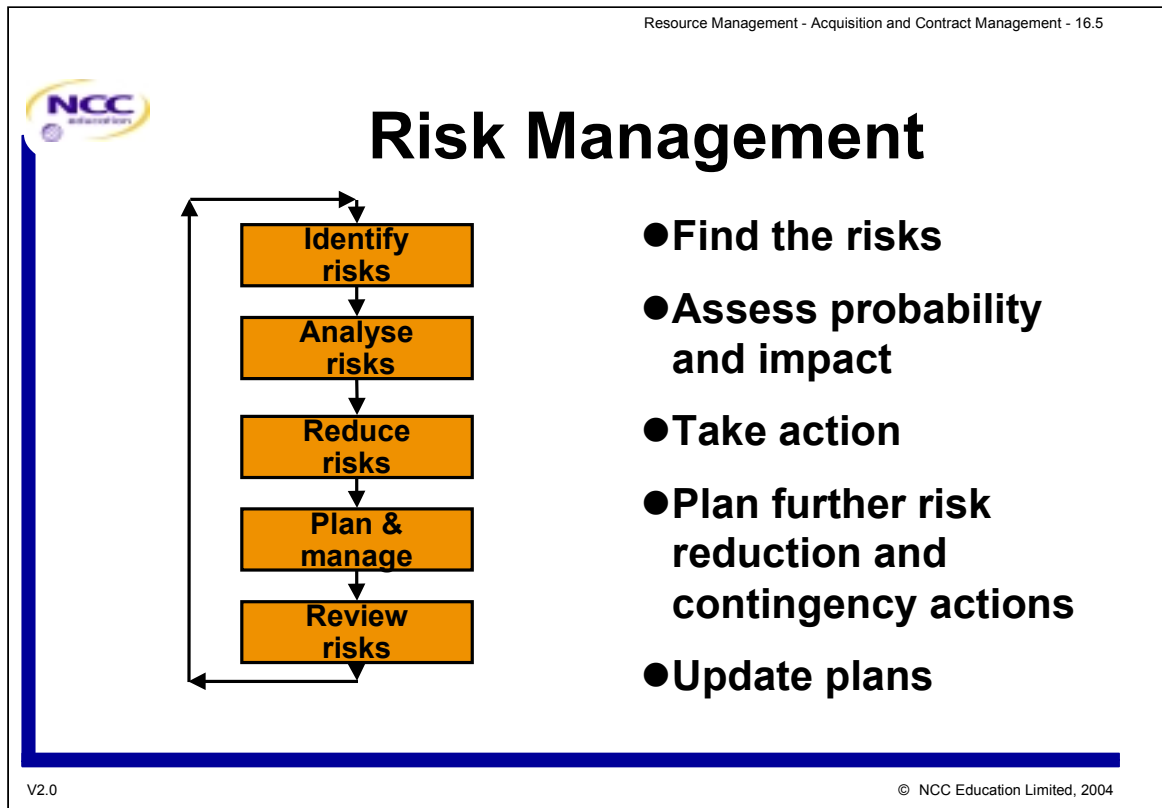 Resource Management - Acquisition and Contract Management - 16.5
NCC
education
Risk Management
Identify
risks
Analyse
risks
Reduce
risks
Plan &
manage
Review
risks
●Find the risks
●Assess probability
and impact
●Take action
●Plan further risk
reduction and
contingency actions
●Update plans
V2.0
© NCC Education Limited, 2004